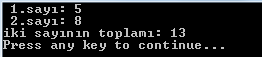 1.sayı: 5
2.sayı: 8
iki sayının toplamı: 13
Press any key to continue...